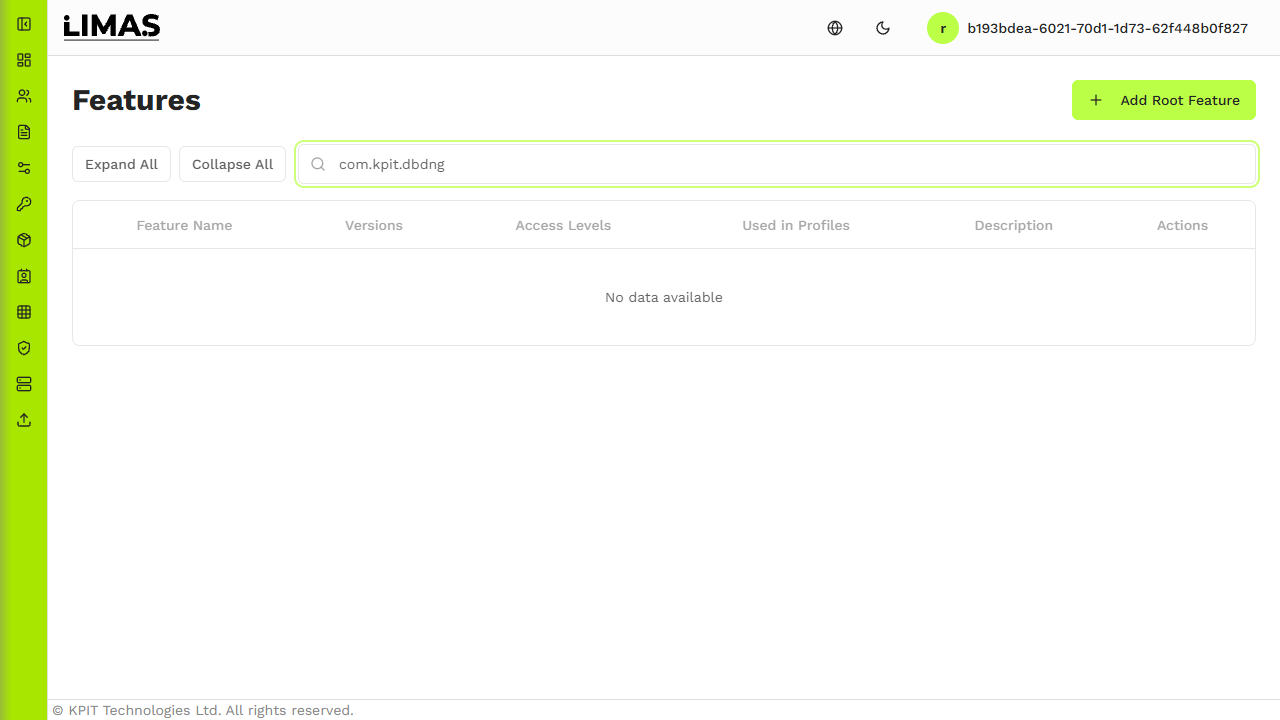 LIMAS
r
b193bdea-6021-70d1-1d73-62f448b0f827
Features
Add Root Feature
Expand All
Collapse All
com.kpit.dbdng
Feature Name
Versions
Access Levels
Used in Profiles
Description
Actions
No data available
© KPIT Technologies Ltd. All rights reserved.